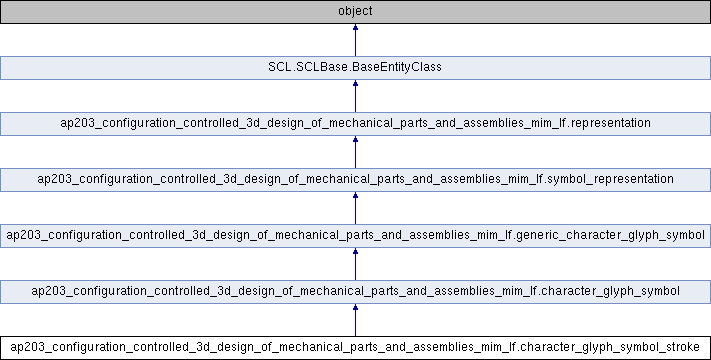 object
SCL.SCLBase.BaseEntityClass
ap203_configuration_controlled_3d_design_of_mechanical_parts_and_assemblies_mim_lf.representation
ap203_configuration_controlled_3d_design_of_mechanical_parts_and_assemblies_mim_lf.symbol_representation
ap203_configuration_controlled_3d_design_of_mechanical_parts_and_assemblies_mim_lf.generic_character_glyph_symbol
ap203_configuration_controlled_3d_design_of_mechanical_parts_and_assemblies_mim_lf.character_glyph_symbol
ap203_configuration_controlled_3d_design_of_mechanical_parts_and_assemblies_mim_lf.character_glyph_symbol_stroke